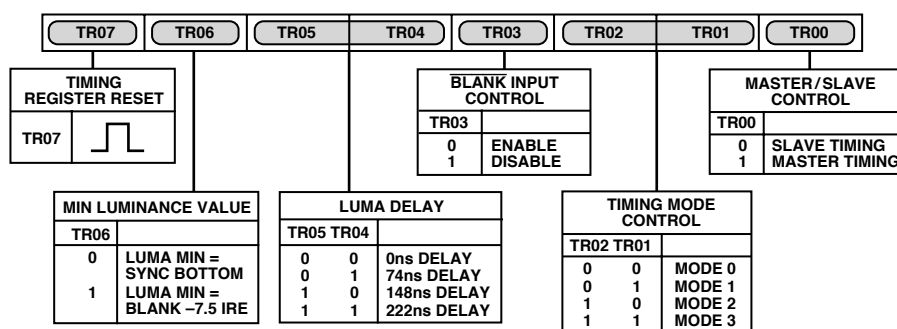 TR07 TR06 TR05 TR04 TR03 TR02 TR01 TR00
TIMING
REGISTER RESET
TR07
BLANK INPUT
CONTROL
TR03
0 ENABLE
1 DISABLE
MASTER/SLAVE
CONTROL
TR00
0 SLAVE TIMING
1 MASTER TIMING
MIN LUMINANCE VALUE
TR06
0 LUMA MIN =
SYNC BOTTOM
1 LUMA MIN =
BLANK –7.5 IRE
LUMA DELAY
TR05 TR04
0 0 0ns DELAY
0 1 74ns DELAY
1 0 148ns DELAY
1 1 222ns DELAY
TIMING MODE
CONTROL
TR02 TR01
0 0 MODE 0
0 1 MODE 1
1 0 MODE 2
1 1 MODE 3